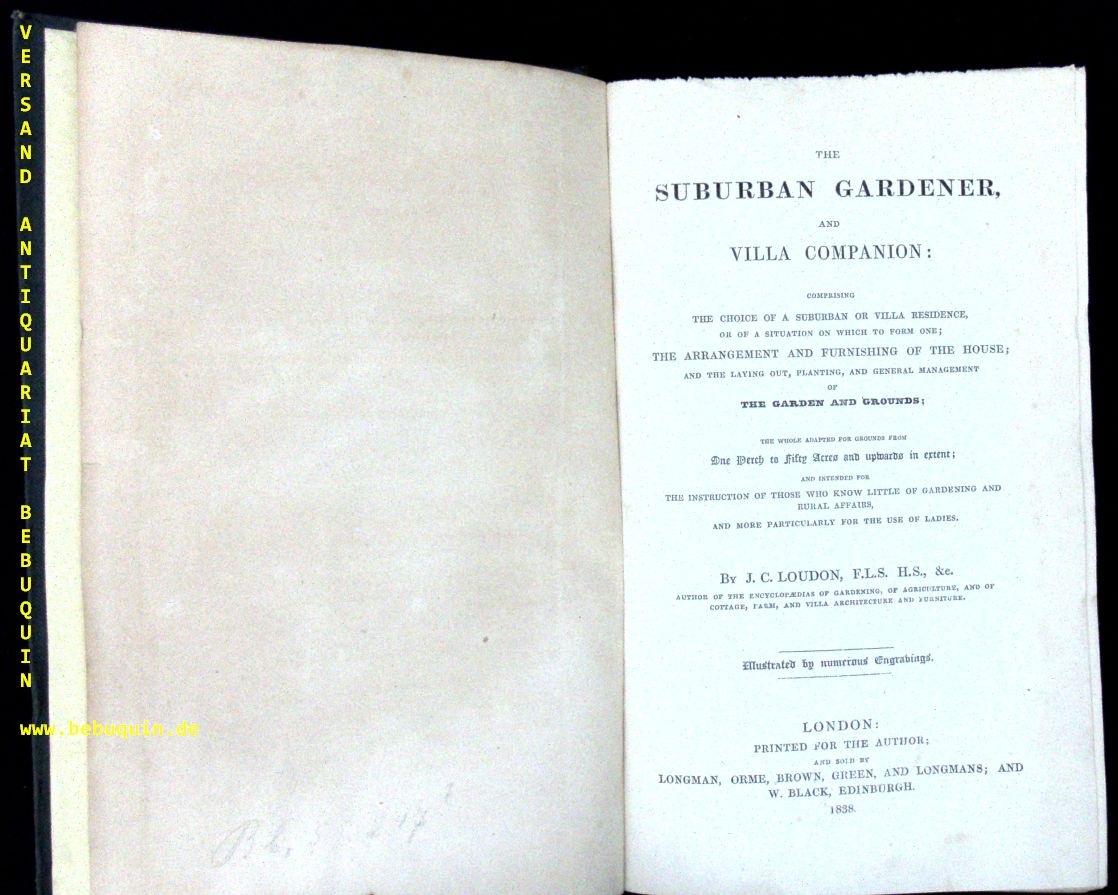 VERSAND ANTIQUARIAT BEBUQUIN
www.bebuquin.de
THE
SUBURBAN GARDENER,
AND
VILLA COMPANION:
COMPRISING
THE CHOICE OF A SUBURBAN OR VILLA RESIDENCE,
OR OF A SITUATION ON WHICH TO FORM ONE;
THE ARRANGEMENT AND FURNISHING OF THE HOUSE;
AND THE LAYING OUT, PLANTING, AND GENERAL MANAGEMENT
OF
THE GARDEN AND GROUNDS;
THE WHOLE ADAPTED FOR GROUNDS FROM
One Perch to Fifty Acres and upwards in extent;
AND INTENDED FOR
THE INSTRUCTION OF THOSE WHO KNOW LITTLE OF GARDENING AND
RURAL AFFAIRS,
AND MORE PARTICULARLY FOR THE USE OF LADIES.
BY J. C. LOUDON, F.L.S. H.S., &c.
AUTHOR OF THE ENCYCLOPÆDIAS OF GARDENING, OF AGRICULTURE, AND OF
COTTAGE, FARM, AND VILLA ARCHITECTURE AND FURNITURE.
Illustrated by numerous Engravings.
LONDON:
PRINTED FOR THE AUTHOR;
AND SOLD BY
LONGMAN, ORME, BROWN, GREEN, AND LONGMANS; AND
W. BLACK, EDINBURGH.
1838.